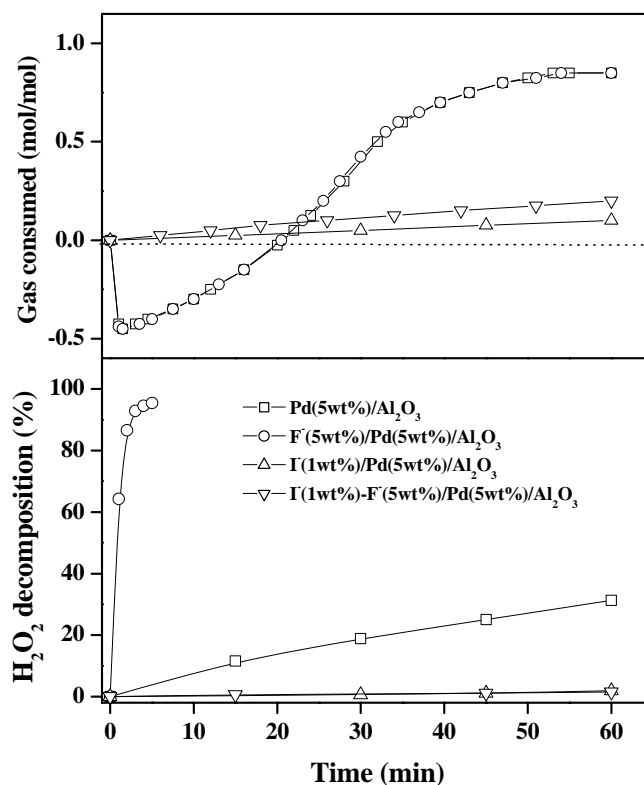 Gas consumed (mol/mol)
1.0
0.5
0.0
-0.5
H₂O₂ decomposition (%)
100
80
60
40
20
0
Pd(5wt%)/Al₂O₃
F⁻(5wt%)/Pd(5wt%)/Al₂O₃
I⁻(1wt%)/Pd(5wt%)/Al₂O₃
I⁻(1wt%)-F⁻(5wt%)/Pd(5wt%)/Al₂O₃
0 10 20 30 40 50 60
Time (min)